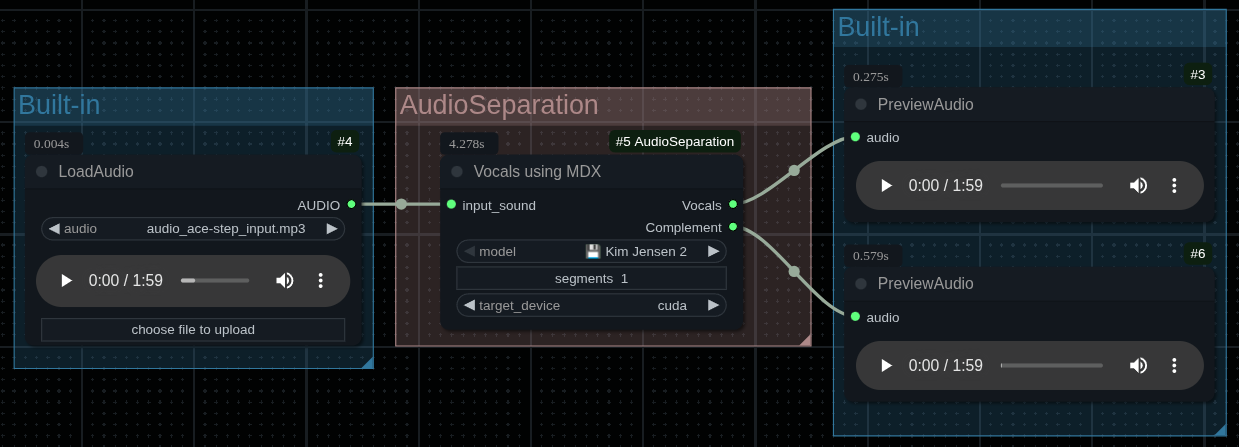 Built-in
0.004s
#4
LoadAudio
AUDIO
audio audio_ace-step_input.mp3
0:00 / 1:59
choose file to upload
AudioSeparation
4.278s
#5 AudioSeparation
Vocals using MDX
input_sound Vocals
Complement
model 💾 Kim Jensen 2
segments 1
target_device cuda
Built-in
0.275s
#3
PreviewAudio
audio
0:00 / 1:59
0.579s
#6
PreviewAudio
audio
0:00 / 1:59